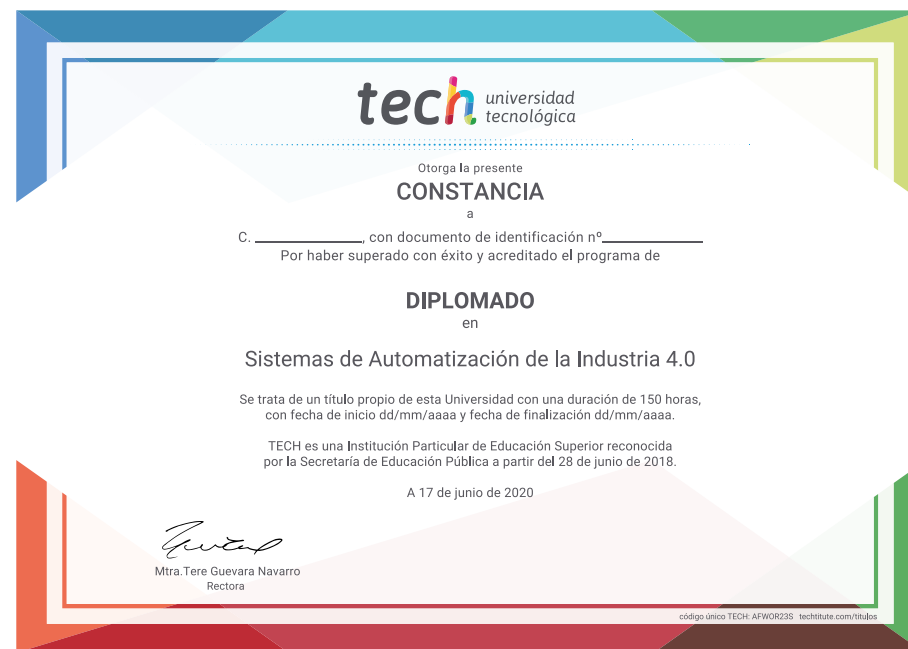 tech universidad
tecnológica
Otorga la presente
CONSTANCIA
a
C. ____________, con documento de identificación nº____________
Por haber superado con éxito y acreditado el programa de
DIPLOMADO
en
Sistemas de Automatización de la Industria 4.0
Se trata de un título propio de esta Universidad con una duración de 150 horas,
con fecha de inicio dd/mm/aaaa y fecha de finalización dd/mm/aaaa.
TECH es una Institución Particular de Educación Superior reconocida
por la Secretaría de Educación Pública a partir del 28 de junio de 2018.
A 17 de junio de 2020
Mtra.Tere Guevara Navarro
Rectora
código único TECH: AFWOR23S techtitute.com/titulos